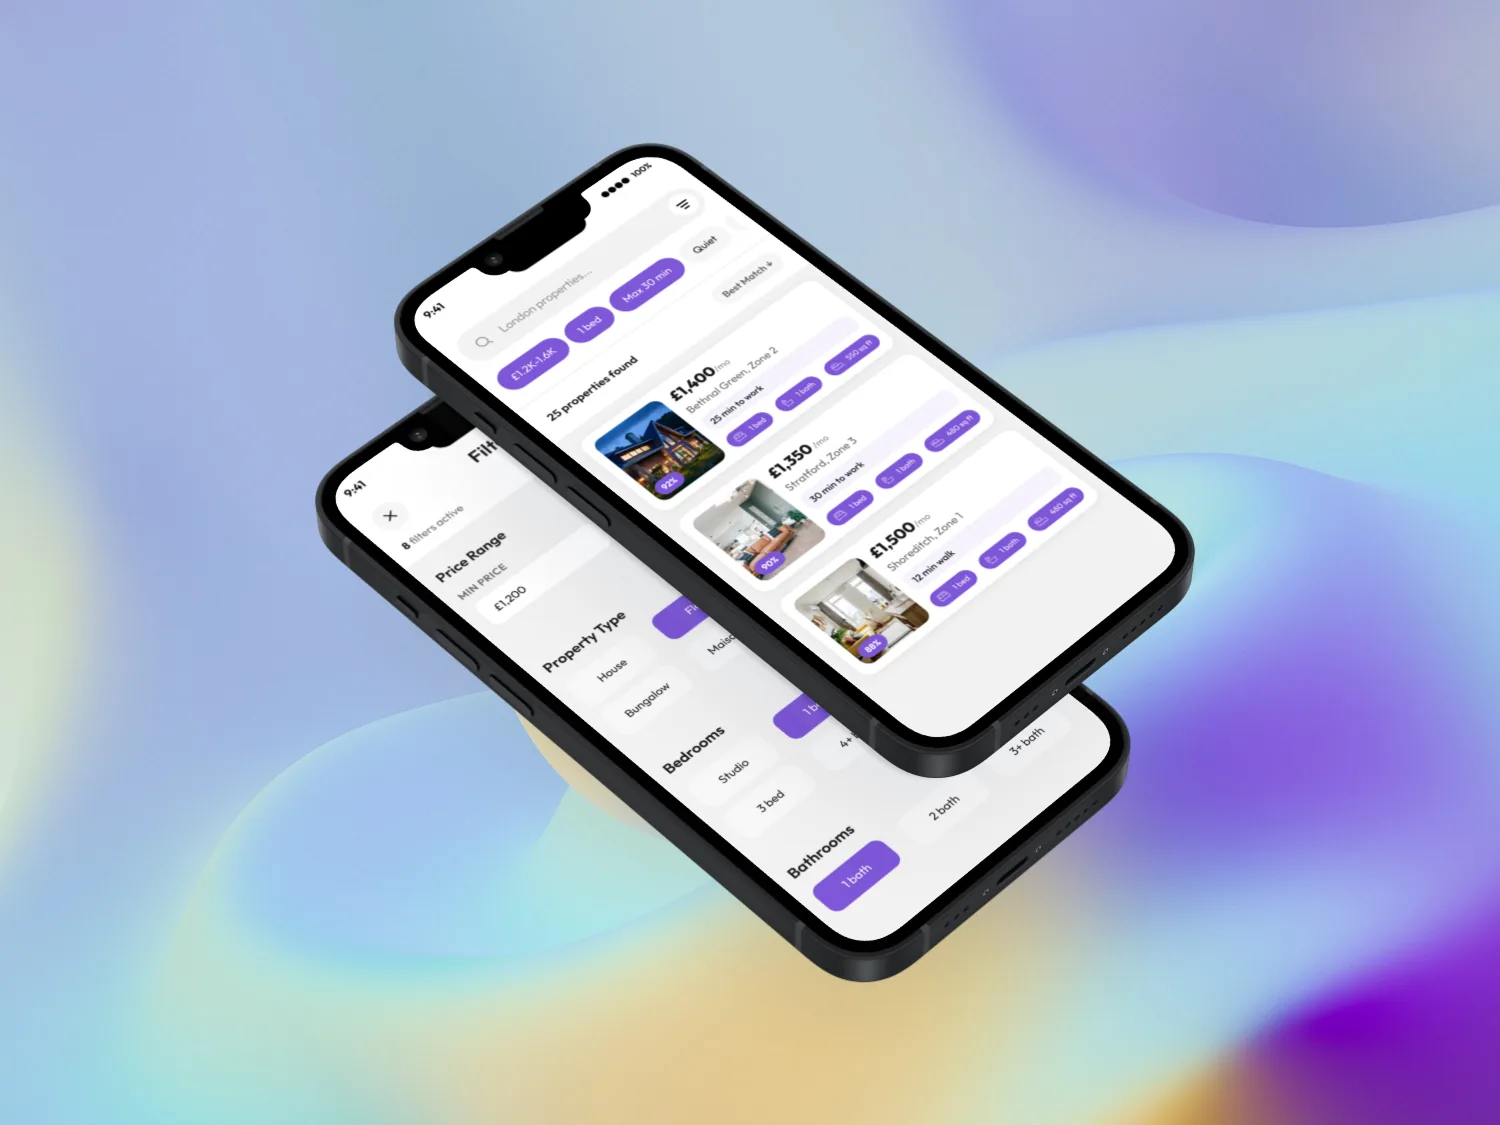 9:41
100%
London properties...
£1.2K-1.6K
1 bed
Max 30 min
Quiet
25 properties found
Best Match ↓
£1,400 /mo
Bethnal Green, Zone 2
25 min to work
1 bed
1 bath
550 sq ft
92%
£1,350 /mo
Stratford, Zone 3
30 min to work
1 bed
1 bath
480 sq ft
90%
£1,500 /mo
Shoreditch, Zone 1
12 min walk
1 bed
1 bath
460 sq ft
88%
9:41
8 filters active
Price Range
MIN PRICE
£1,200
Property Type
House
Bungalow
Bedrooms
Studio
3 bed
4+
Bathrooms
1 bath
2 bath
3+ bath